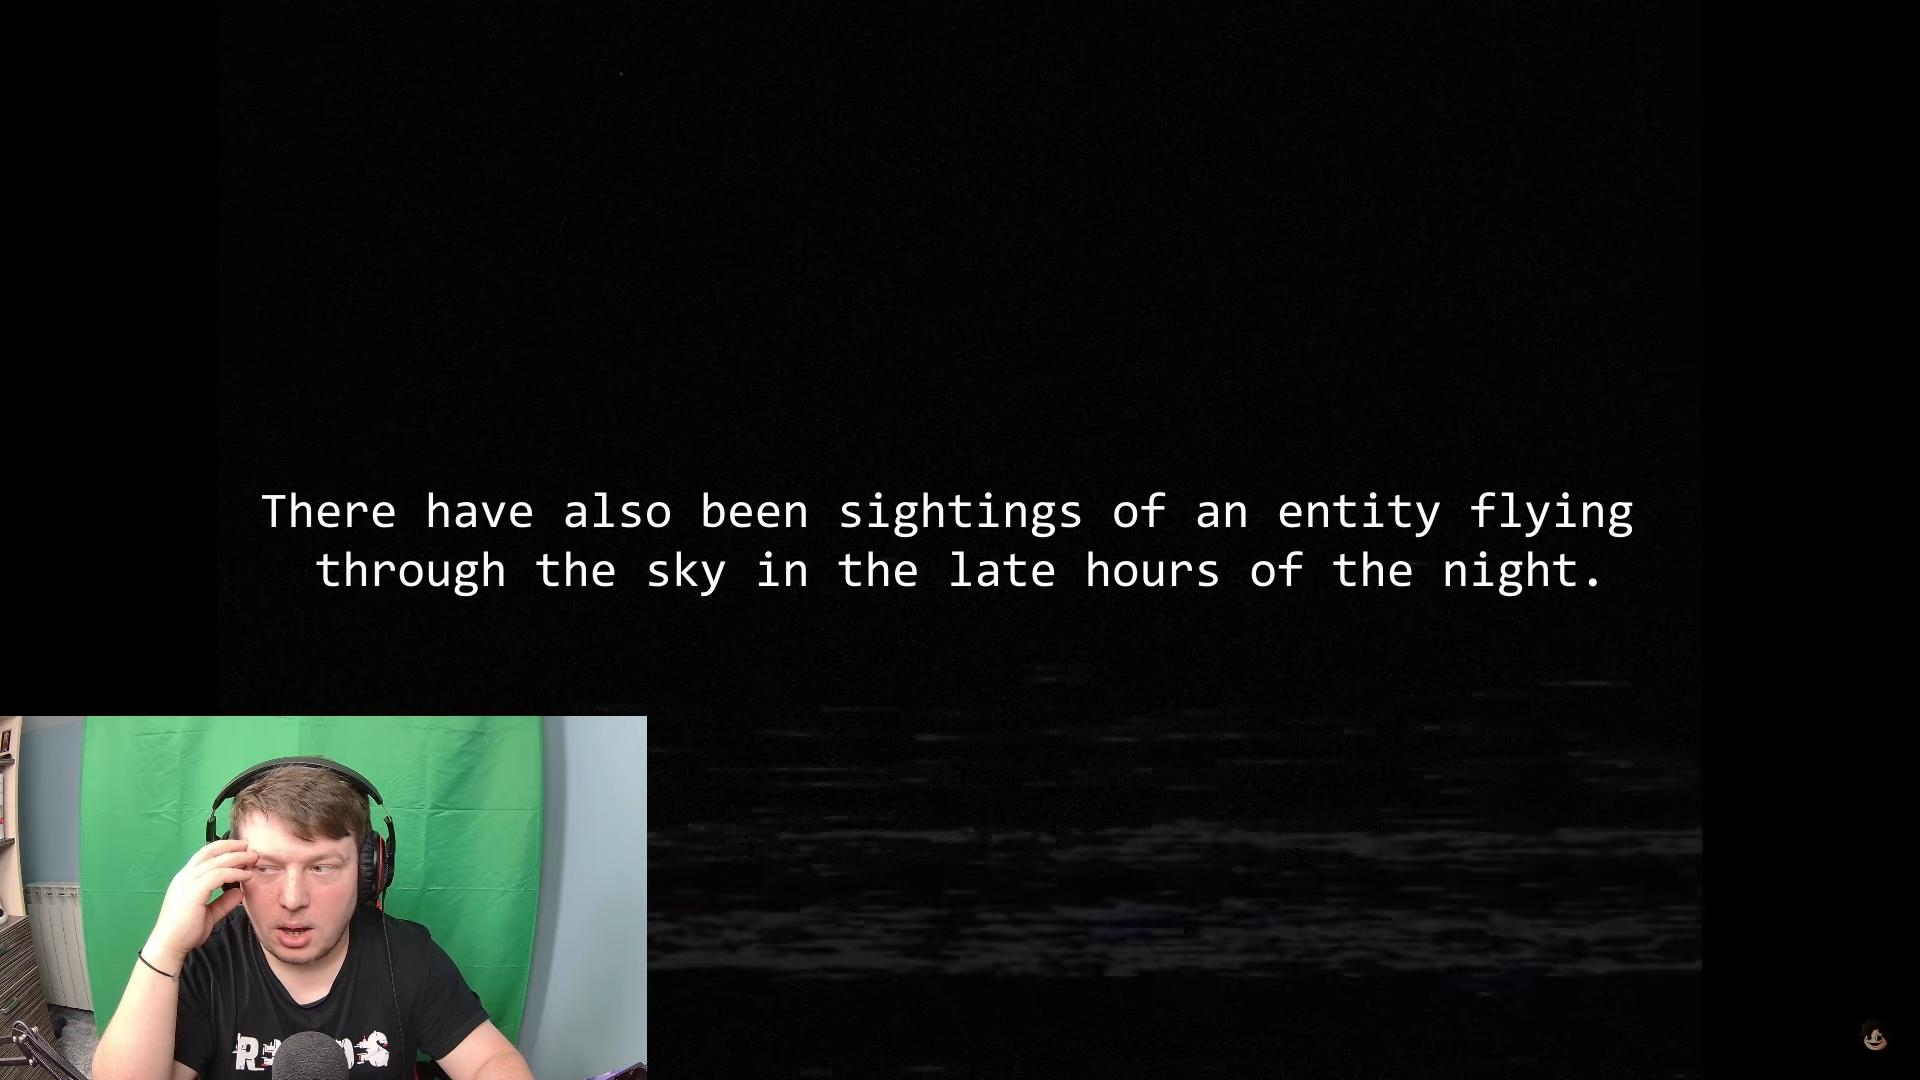 There have also been sightings of an entity flying
through the sky in the late hours of the night.